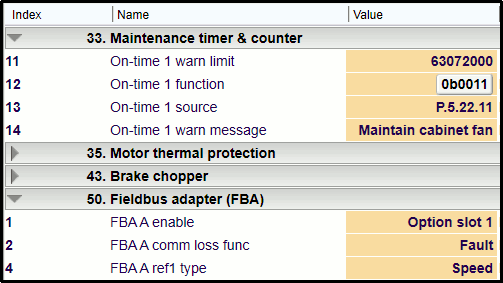 Index Name Value
33. Maintenance timer & counter
11 On-time 1 warn limit 63072000
12 On-time 1 function 0b0011
13 On-time 1 source P.5.22.11
14 On-time 1 warn message Maintain cabinet fan
35. Motor thermal protection
43. Brake chopper
50. Fieldbus adapter (FBA)
1 FBA A enable Option slot 1
2 FBA A comm loss func Fault
4 FBA A ref1 type Speed